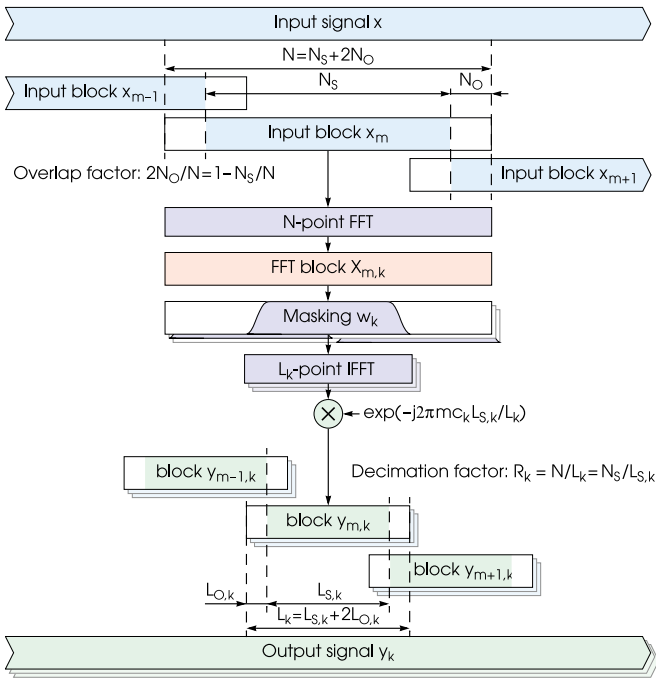 Input signal x
N=N_S+2N_O
N_S
N_O
Input block x_{m−1}
Input block x_m
Overlap factor: 2N_O/N=1−N_S/N
Input block x_{m+1}
N-point FFT
FFT block X_{m,k}
Masking w_k
L_k-point IFFT
exp(−j2πmc_kL_{S,k}/L_k)
block y_{m−1,k}
Decimation factor: R_k = N/L_k=N_S/L_{S,k}
block y_{m,k}
block y_{m+1,k}
L_{O,k}
L_{S,k}
L_k=L_{S,k}+2L_{O,k}
Output signal y_k